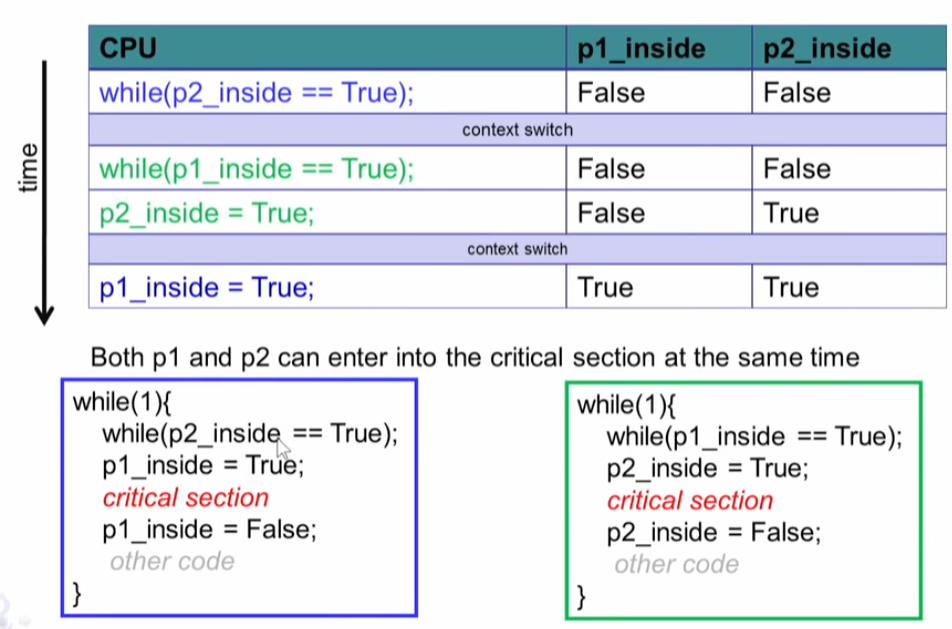 CPU p1_inside p2_inside
while(p2_inside == True); False False
context switch
while(p1_inside == True); False False
p2_inside = True; False True
context switch
p1_inside = True; True True
time
Both p1 and p2 can enter into the critical section at the same time
while(1){
while(p2_inside == True);
p1_inside = True;
critical section
p1_inside = False;
other code
}
while(1){
while(p1_inside == True);
p2_inside = True;
critical section
p2_inside = False;
other code
}